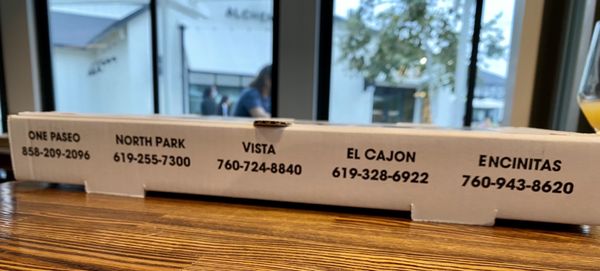 ONE PASEO
858-209-2096
NORTH PARK
619-255-7300
VISTA
760-724-8840
EL CAJON
619-328-6922
ENCINITAS
760-943-8620